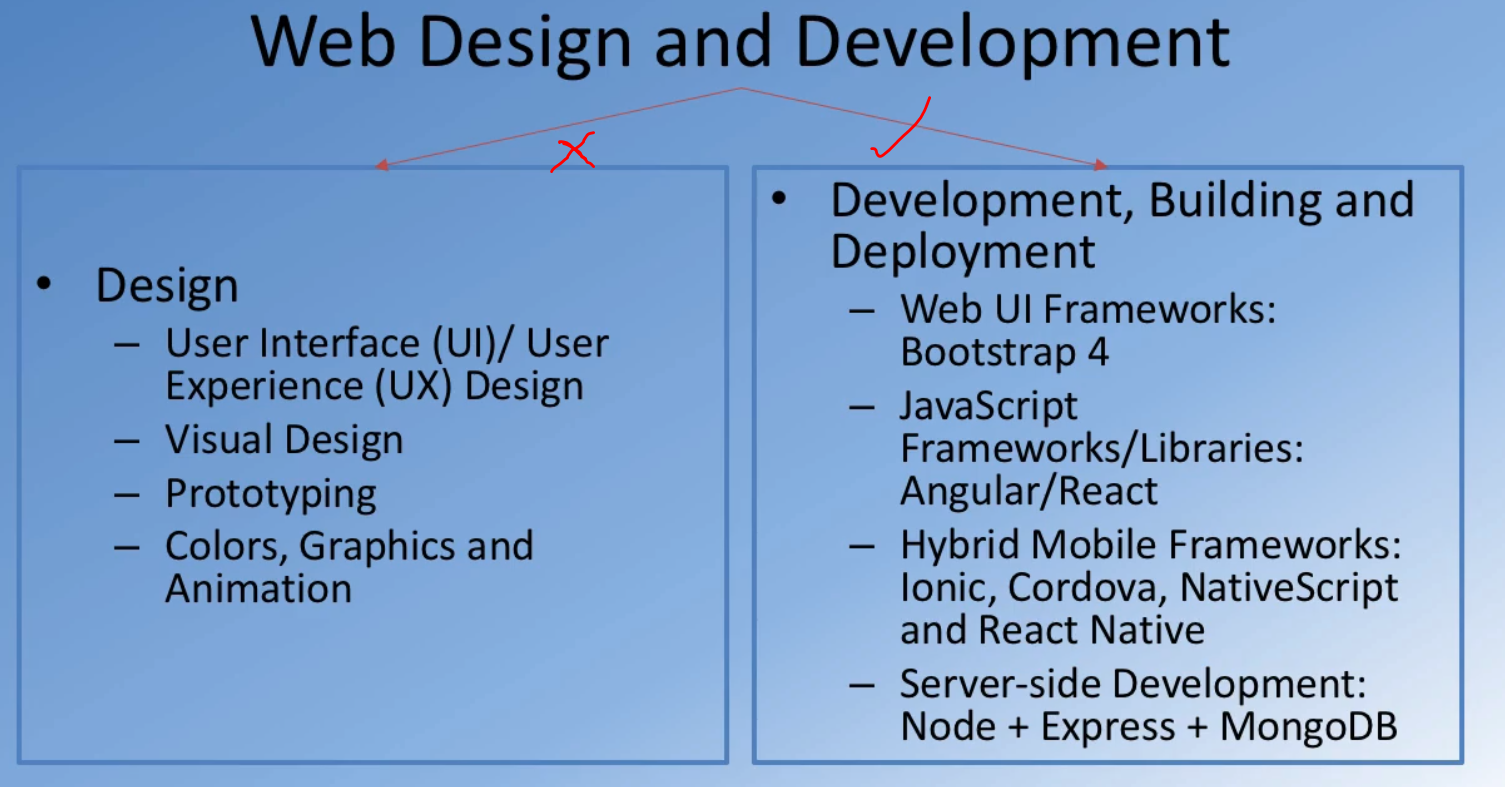 Web Design and Development
• Design
– User Interface (UI)/ User
Experience (UX) Design
– Visual Design
– Prototyping
– Colors, Graphics and
Animation
• Development, Building and
Deployment
– Web UI Frameworks:
Bootstrap 4
– JavaScript
Frameworks/Libraries:
Angular/React
– Hybrid Mobile Frameworks:
Ionic, Cordova, NativeScript
and React Native
– Server-side Development:
Node + Express + MongoDB